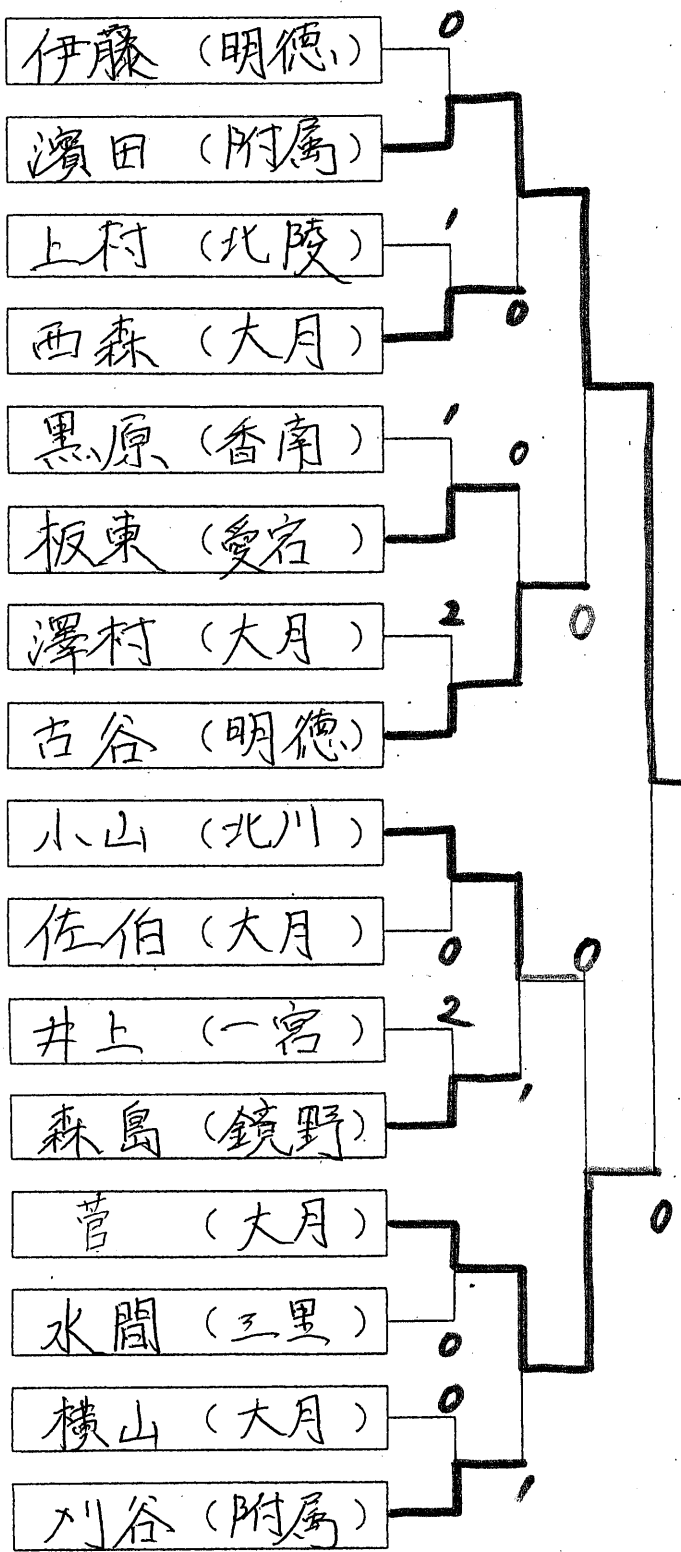 伊藤 （明徳）
0
濱田 （附属）
上村 （北陵）
1
西森 （大月）
0
黒原 （香南）
1
0
板東 （愛宕）
澤村 （大月）
2
0
古谷 （明徳）
小山 （北川）
佐伯 （大月）
0
0
井上 （一宮）
2
森島 （鏡野）
1
菅 （大月）
0
水間 （三里）
0
横山 （大月）
0
刈谷 （附属）
1